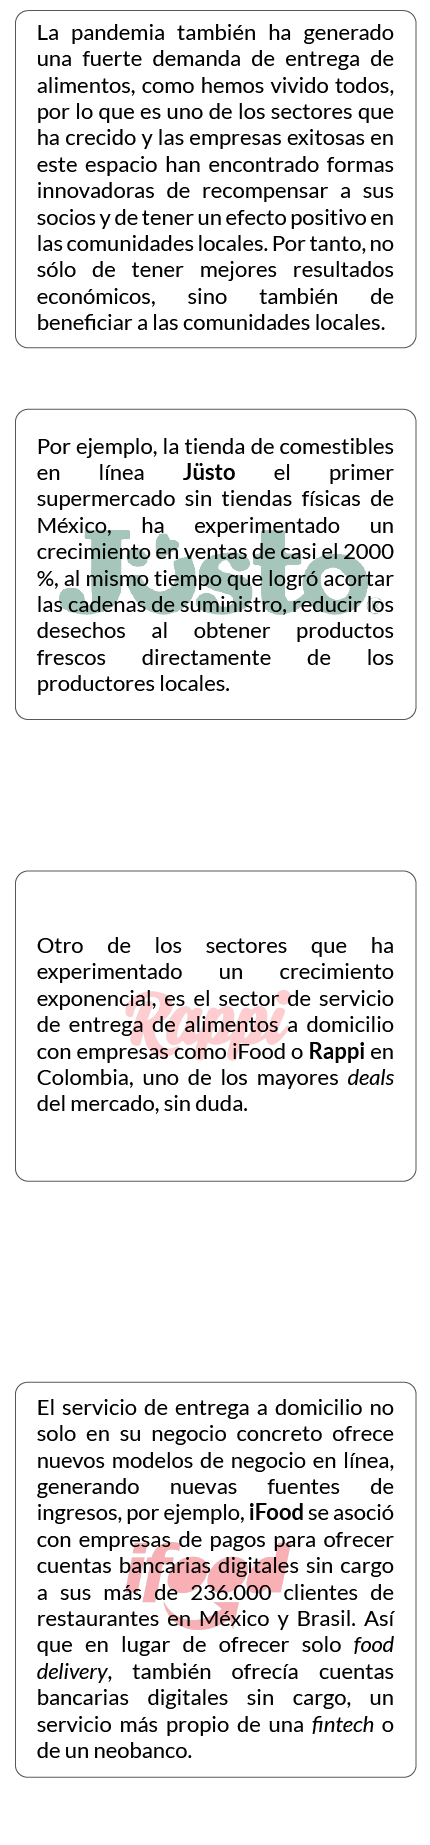 La pandemia también ha generado
una fuerte demanda de entrega de
alimentos, como hemos vivido todos,
por lo que es uno de los sectores que
ha crecido y las empresas exitosas en
este espacio han encontrado formas
innovadoras de recompensar a sus
socios y de tener un efecto positivo en
las comunidades locales. Por tanto, no
sólo de tener mejores resultados
económicos, sino también de
beneficiar a las comunidades locales.
Por ejemplo, la tienda de comestibles
en línea Jüsto el primer
supermercado sin tiendas físicas de
México, ha experimentado un
crecimiento en ventas de casi el 2000
%, al mismo tiempo que logró acortar
las cadenas de suministro, reducir los
desechos al obtener productos
frescos directamente de los
productores locales.
Jüsto
Otro de los sectores que ha
experimentado un crecimiento
exponencial, es el sector de servicio
de entrega de alimentos a domicilio
con empresas como iFood o Rappi en
Colombia, uno de los mayores deals
del mercado, sin duda.
Rappi
El servicio de entrega a domicilio no
solo en su negocio concreto ofrece
nuevos modelos de negocio en línea,
generando nuevas fuentes de
ingresos, por ejemplo, iFood se asoció
con empresas de pagos para ofrecer
cuentas bancarias digitales sin cargo
a sus más de 236.000 clientes de
restaurantes en México y Brasil. Así
que en lugar de ofrecer solo food
delivery, también ofrecía cuentas
bancarias digitales sin cargo, un
servicio más propio de una fintech o
de un neobanco.
ifood